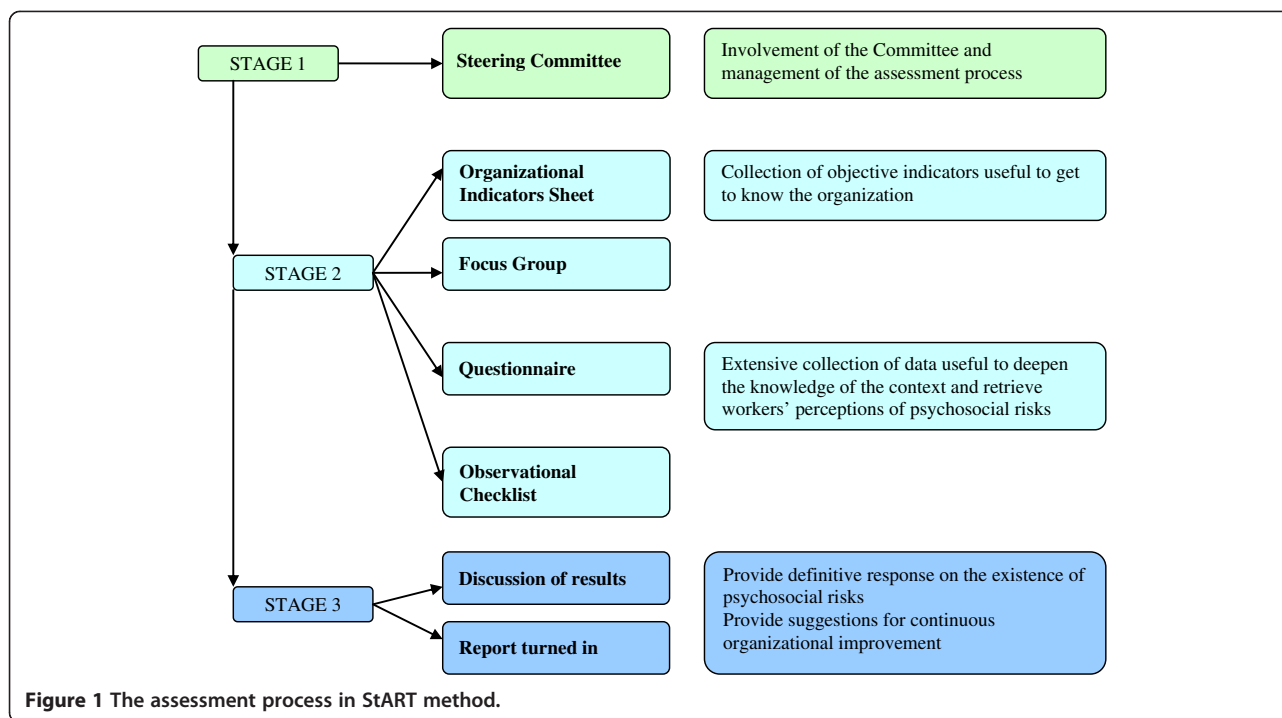 STAGE 1
Steering Committee
Involvement of the Committee and
management of the assessment process
STAGE 2
Organizational
Indicators Sheet
Collection of objective indicators useful to get
to know the organization
Focus Group
Questionnaire
Extensive collection of data useful to deepen
the knowledge of the context and retrieve
workers’ perceptions of psychosocial risks
Observational
Checklist
STAGE 3
Discussion of results
Report turned in
Provide definitive response on the existence of
psychosocial risks
Provide suggestions for continuous
organizational improvement
Figure 1 The assessment process in StART method.